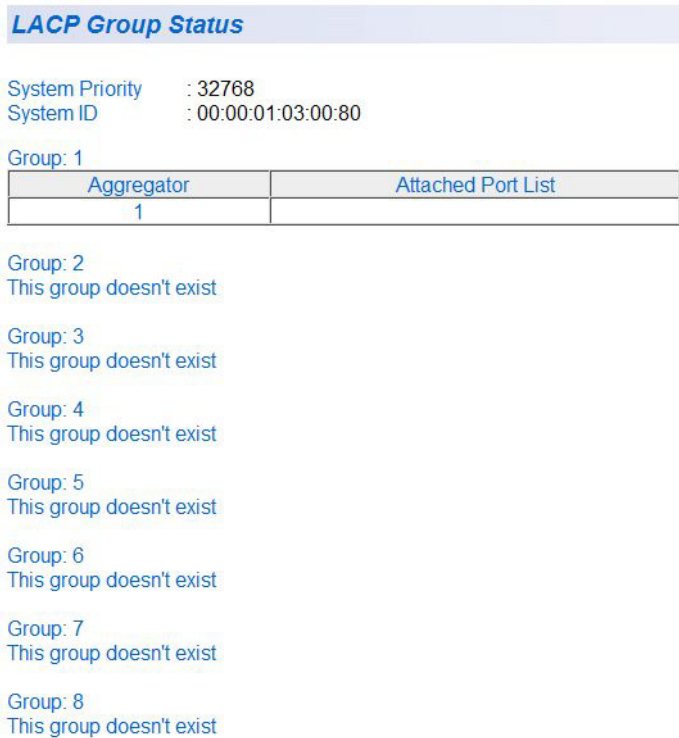 LACP Group Status
System Priority : 32768
System ID : 00:00:01:03:00:80
Group: 1
Aggregator Attached Port List
1
Group: 2
This group doesn't exist
Group: 3
This group doesn't exist
Group: 4
This group doesn't exist
Group: 5
This group doesn't exist
Group: 6
This group doesn't exist
Group: 7
This group doesn't exist
Group: 8
This group doesn't exist